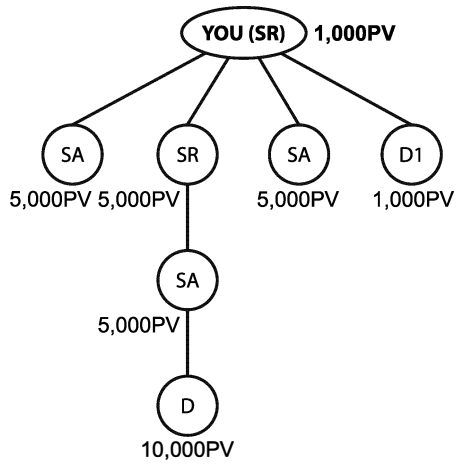 YOU (SR) 1,000PV
SA SR SA D1
5,000PV 5,000PV 5,000PV 1,000PV
SA
5,000PV
D
10,000PV